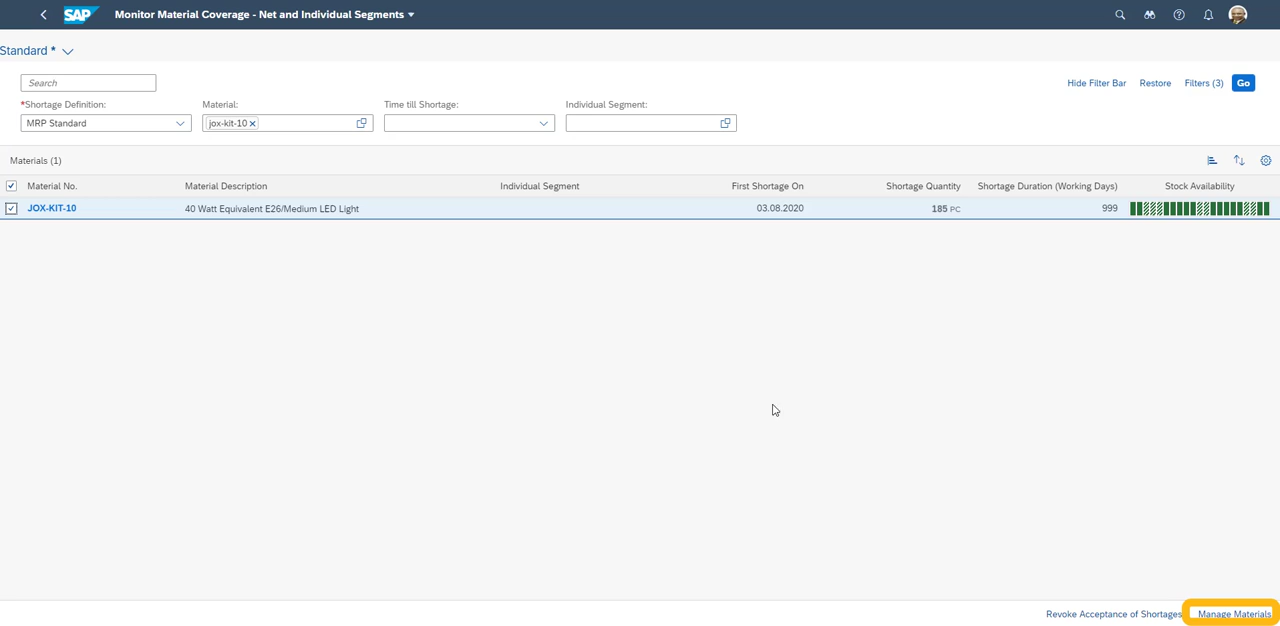 SAP Monitor Material Coverage - Net and Individual Segments
Standard *
Search
Hide Filter Bar Restore Filters (3) Go
*Shortage Definition: Material: Time till Shortage: Individual Segment:
MRP Standard jox-kit-10
Materials (1)
Material No. Material Description Individual Segment First Shortage On Shortage Quantity Shortage Duration (Working Days) Stock Availability
JOX-KIT-10 40 Watt Equivalent E26/Medium LED Light 03.08.2020 185 PC 999
Revoke Acceptance of Shortages Manage Materials